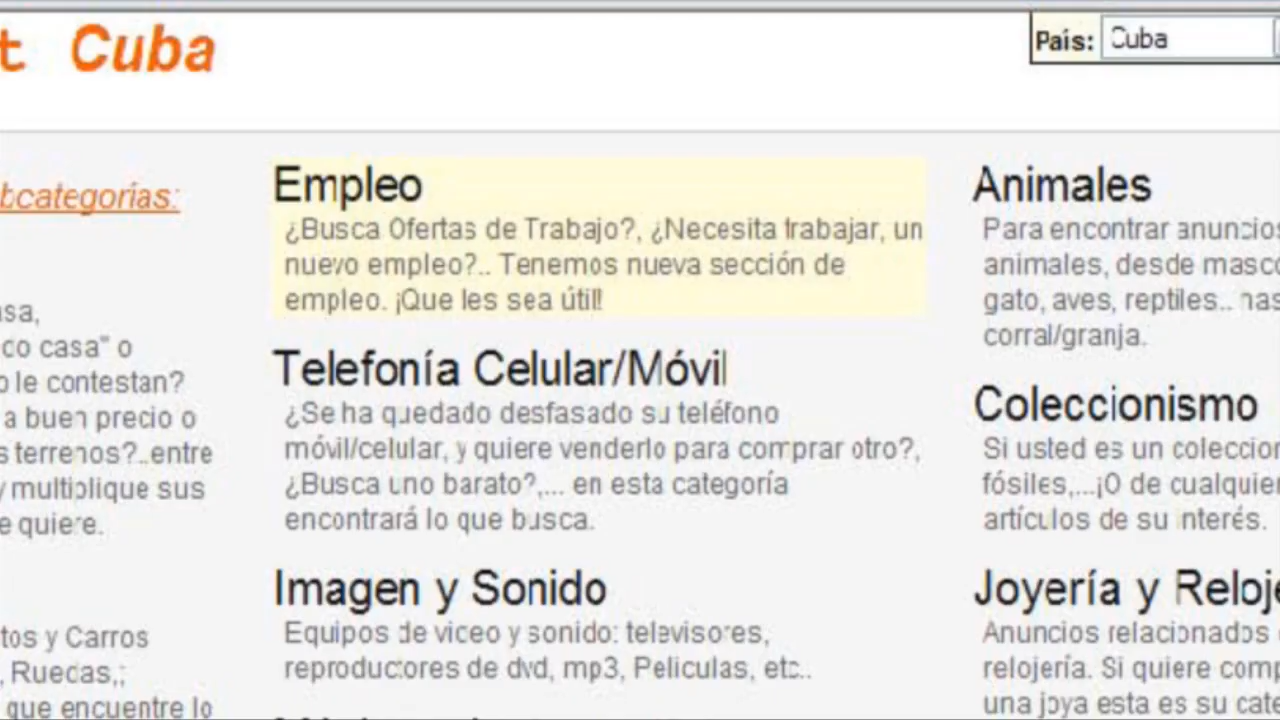 t Cuba
País: Cuba
bcategorías:
sa,
co casa" o
o le contestan?
a buen precio o
s terrenos?..entre
y multiplique sus
e quiere.
tos y Carros
, Ruedas,;
que encuentre lo
Empleo
¿Busca Ofertas de Trabajo?, ¿Necesita trabajar, un
nuevo empleo?.. Tenemos nueva sección de
empleo. ¡Que les sea útil!
Telefonía Celular/Móvil
¿Se ha quedado desfasado su teléfono
móvil/celular, y quiere venderlo para comprar otro?,
¿Busca uno barato?,... en esta categoría
encontrará lo que busca.
Imagen y Sonido
Equipos de video y sonido: televisores,
reproductores de dvd, mp3, Peliculas, etc..
Animales
Para encontrar anuncios
animales, desde masco
gato, aves, reptiles.. has
corral/granja.
Coleccionismo
Si usted es un coleccion
fósiles,...¡O de cualquier
artículos de su interés.
Joyería y Reloje
Anuncios relacionados
relojería. Si quiere comp
una joya esta es su cate